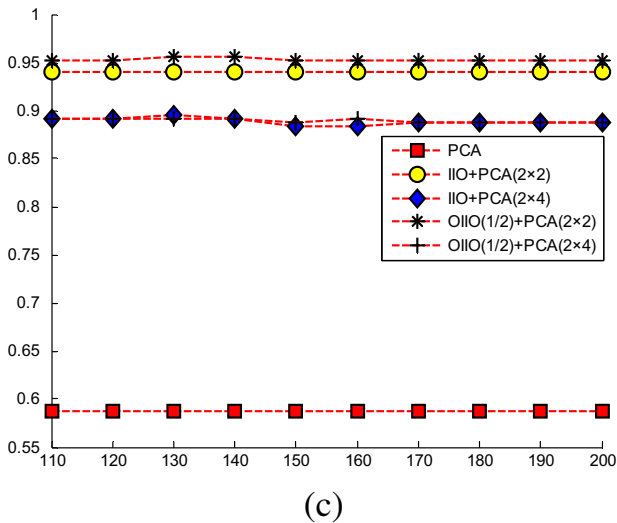 1
0.95
0.9
0.85
0.8
0.75
0.7
0.65
0.6
0.55
110 120 130 140 150 160 170 180 190 200
PCA
IIO+PCA(2×2)
IIO+PCA(2×4)
OIIO(1/2)+PCA(2×2)
OIIO(1/2)+PCA(2×4)
(c)